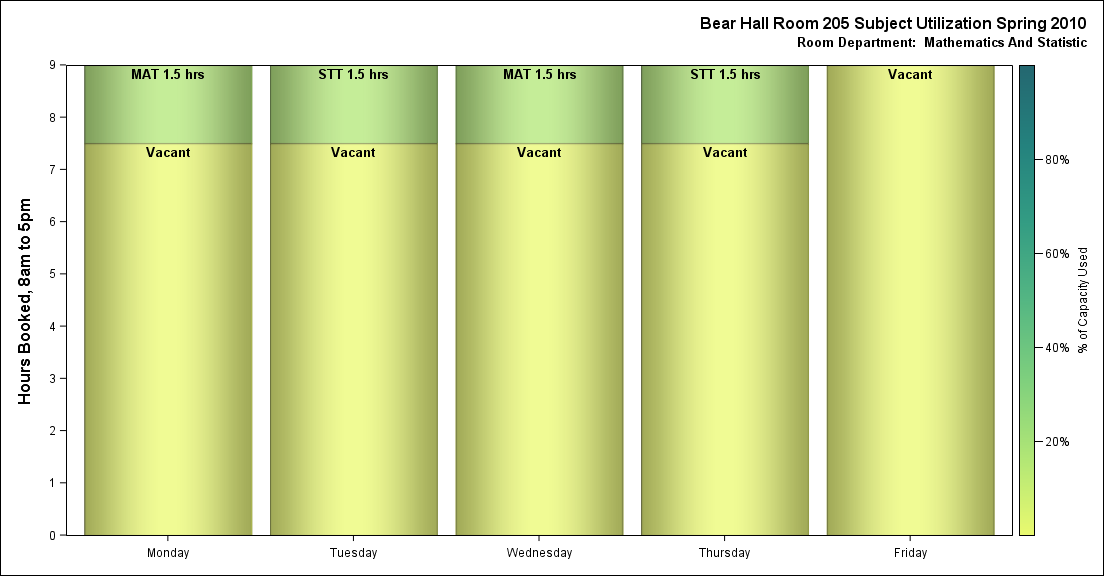 Bear Hall Room 205 Subject Utilization Spring 2010
Room Department:  Mathematics And Statistic
Hours Booked, 8am to 5pm
9
8
7
6
5
4
3
2
1
0
MAT 1.5 hrs
STT 1.5 hrs
MAT 1.5 hrs
STT 1.5 hrs
Vacant
Vacant
Vacant
Vacant
Vacant
Monday
Tuesday
Wednesday
Thursday
Friday
80%
60%
40%
20%
% of Capacity Used